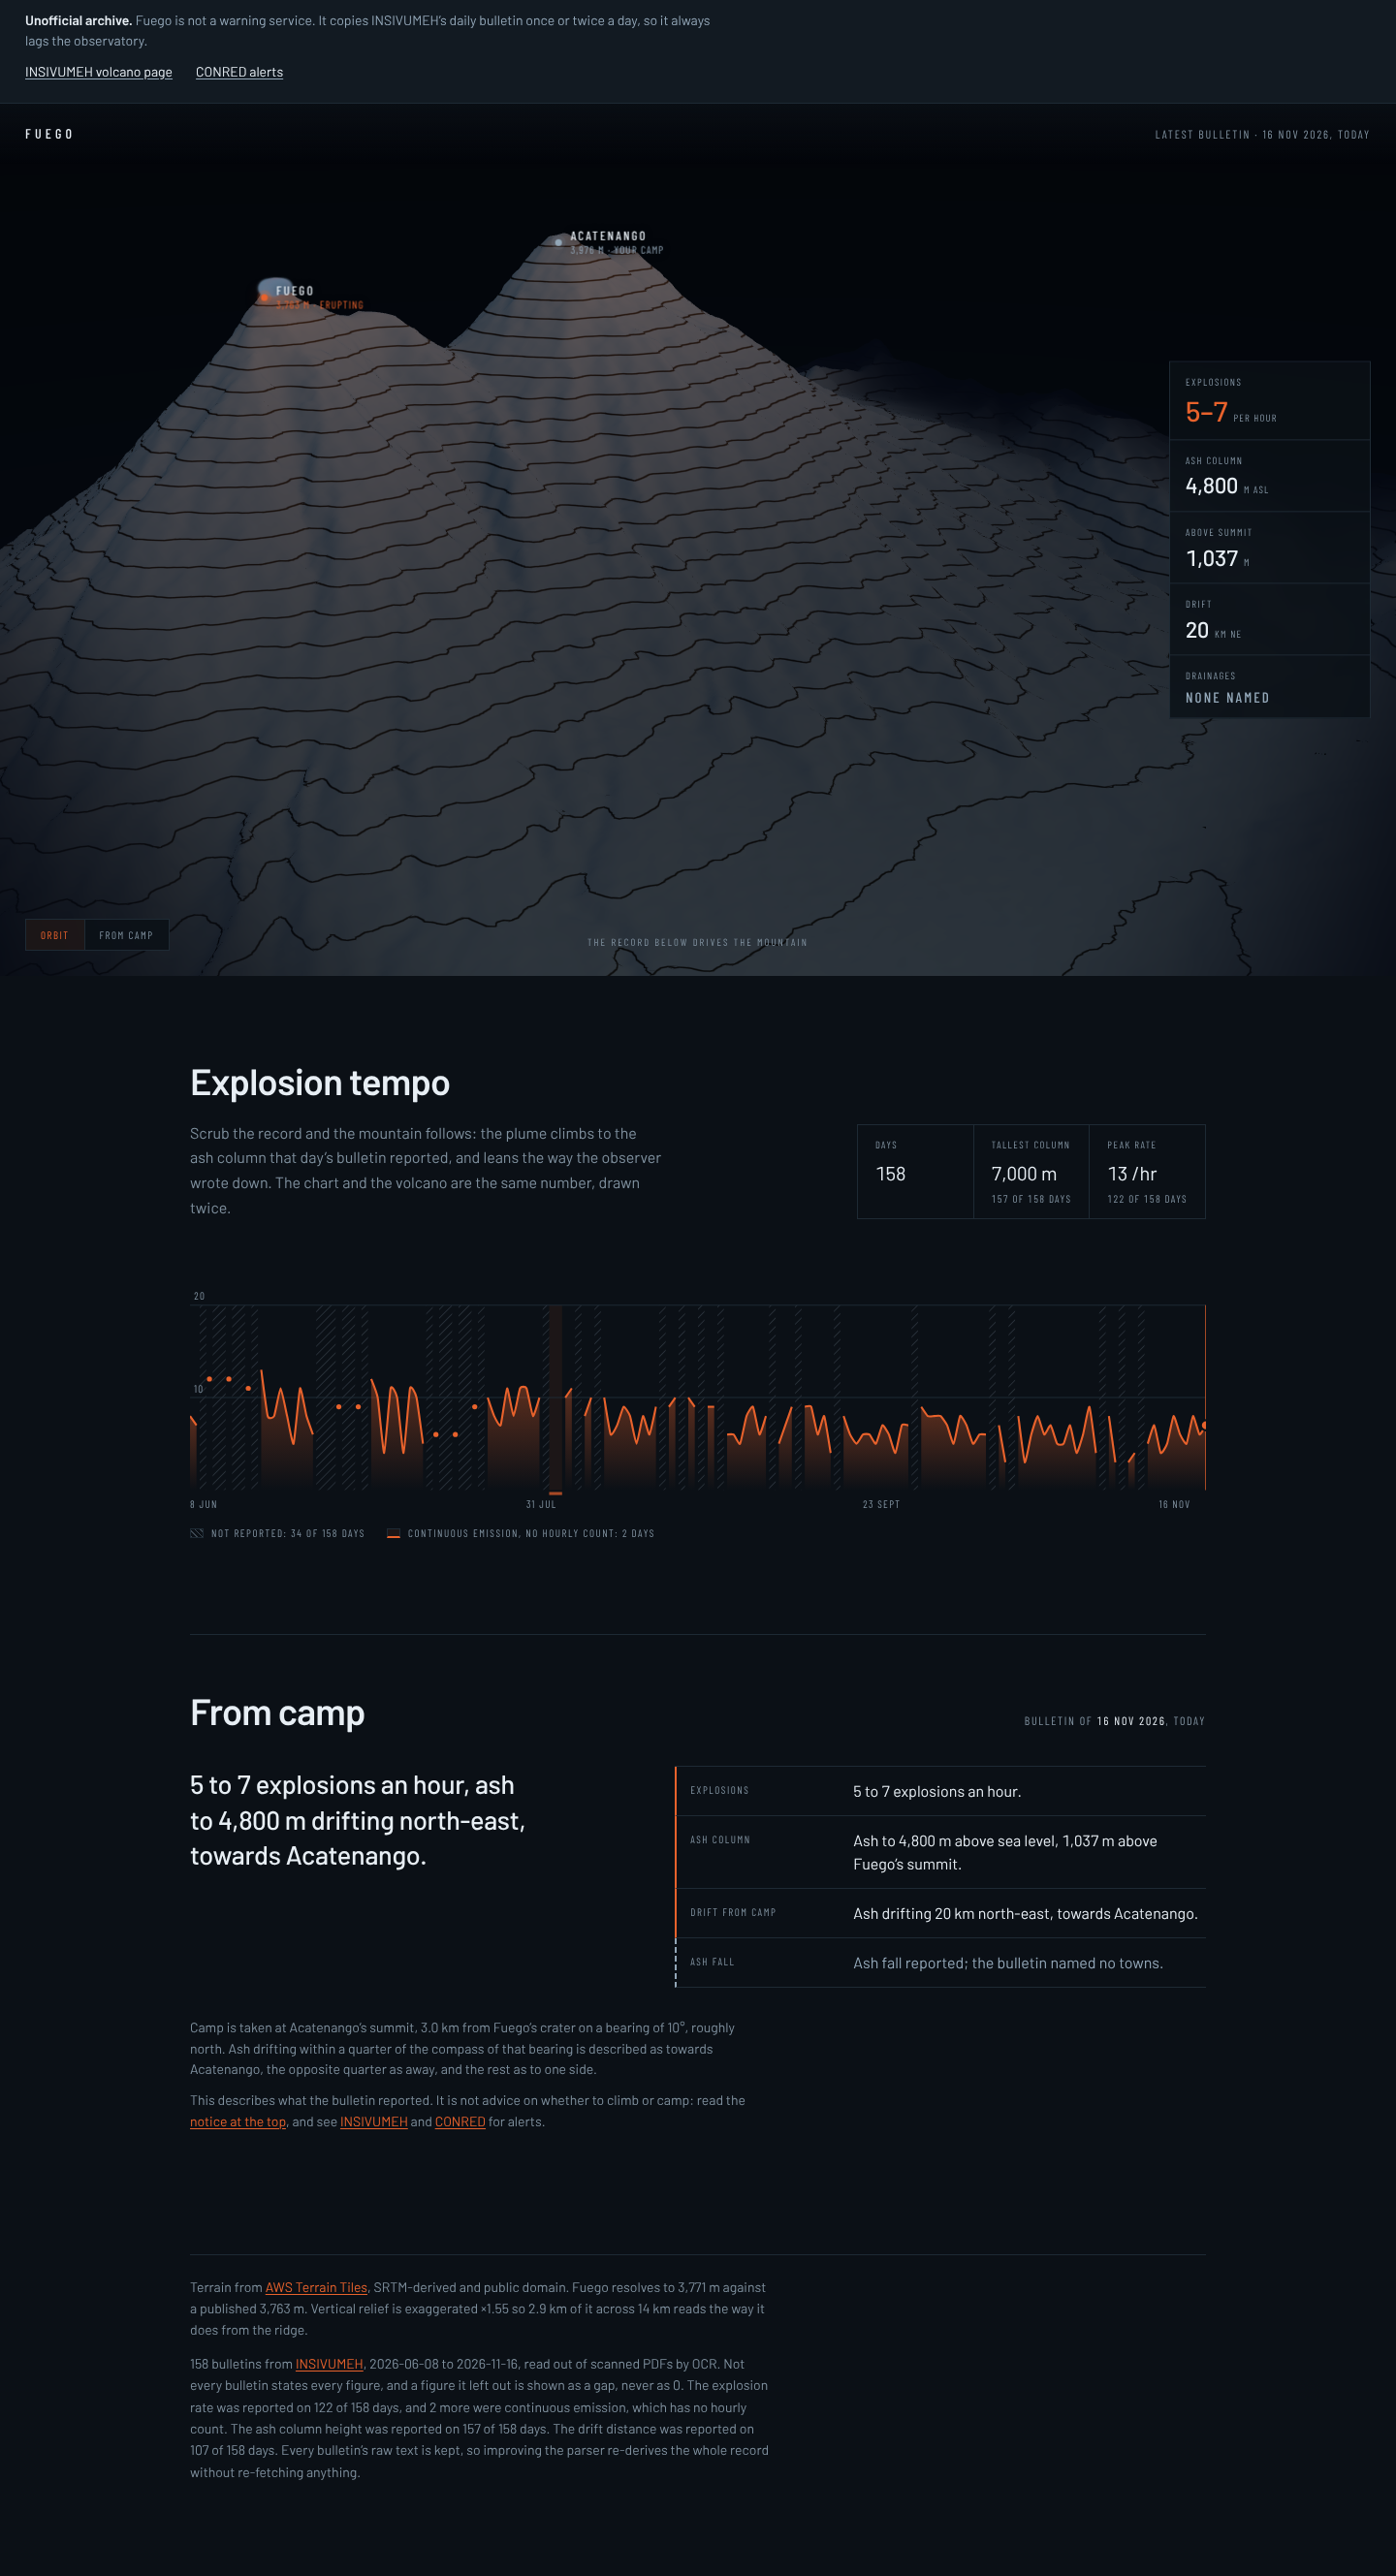 Unofficial archive. Fuego is not a warning service. It copies INSIVUMEH’s daily bulletin once or twice a day, so it always
lags the observatory.
INSIVUMEH volcano page CONRED alerts
FUEGO
LATEST BULLETIN · 16 NOV 2026, TODAY
ACATENANGO
3,976 M · YOUR CAMP
FUEGO
3,763 M · ERUPTING
EXPLOSIONS
5–7 PER HOUR
ASH COLUMN
4,800 M ASL
ABOVE SUMMIT
1,037 M
DRIFT
20 KM NE
DRAINAGES
NONE NAMED
ORBIT FROM CAMP
THE RECORD BELOW DRIVES THE MOUNTAIN
Explosion tempo
Scrub the record and the mountain follows: the plume climbs to the
ash column that day’s bulletin reported, and leans the way the observer
wrote down. The chart and the volcano are the same number, drawn
twice.
DAYS
158
TALLEST COLUMN
7,000 m
157 OF 158 DAYS
PEAK RATE
13 /hr
122 OF 158 DAYS
20
10
8 JUN 31 JUL 23 SEPT 16 NOV
NOT REPORTED: 34 OF 158 DAYS CONTINUOUS EMISSION, NO HOURLY COUNT: 2 DAYS
From camp
BULLETIN OF 16 NOV 2026, TODAY
5 to 7 explosions an hour, ash
to 4,800 m drifting north-east,
towards Acatenango.
EXPLOSIONS 5 to 7 explosions an hour.
ASH COLUMN Ash to 4,800 m above sea level, 1,037 m above
Fuego’s summit.
DRIFT FROM CAMP Ash drifting 20 km north-east, towards Acatenango.
ASH FALL Ash fall reported; the bulletin named no towns.
Camp is taken at Acatenango’s summit, 3.0 km from Fuego’s crater on a bearing of 10°, roughly
north. Ash drifting within a quarter of the compass of that bearing is described as towards
Acatenango, the opposite quarter as away, and the rest as to one side.
This describes what the bulletin reported. It is not advice on whether to climb or camp: read the
notice at the top, and see INSIVUMEH and CONRED for alerts.
Terrain from AWS Terrain Tiles, SRTM-derived and public domain. Fuego resolves to 3,771 m against
a published 3,763 m. Vertical relief is exaggerated ×1.55 so 2.9 km of it across 14 km reads the way it
does from the ridge.
158 bulletins from INSIVUMEH, 2026-06-08 to 2026-11-16, read out of scanned PDFs by OCR. Not
every bulletin states every figure, and a figure it left out is shown as a gap, never as 0. The explosion
rate was reported on 122 of 158 days, and 2 more were continuous emission, which has no hourly
count. The ash column height was reported on 157 of 158 days. The drift distance was reported on
107 of 158 days. Every bulletin’s raw text is kept, so improving the parser re-derives the whole record
without re-fetching anything.